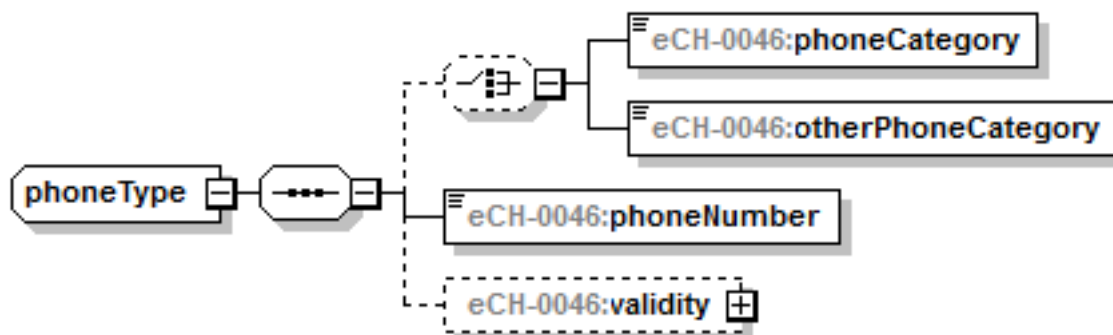 eCH-0046:phoneCategory
eCH-0046:otherPhoneCategory
phoneType
eCH-0046:phoneNumber
eCH-0046:validity